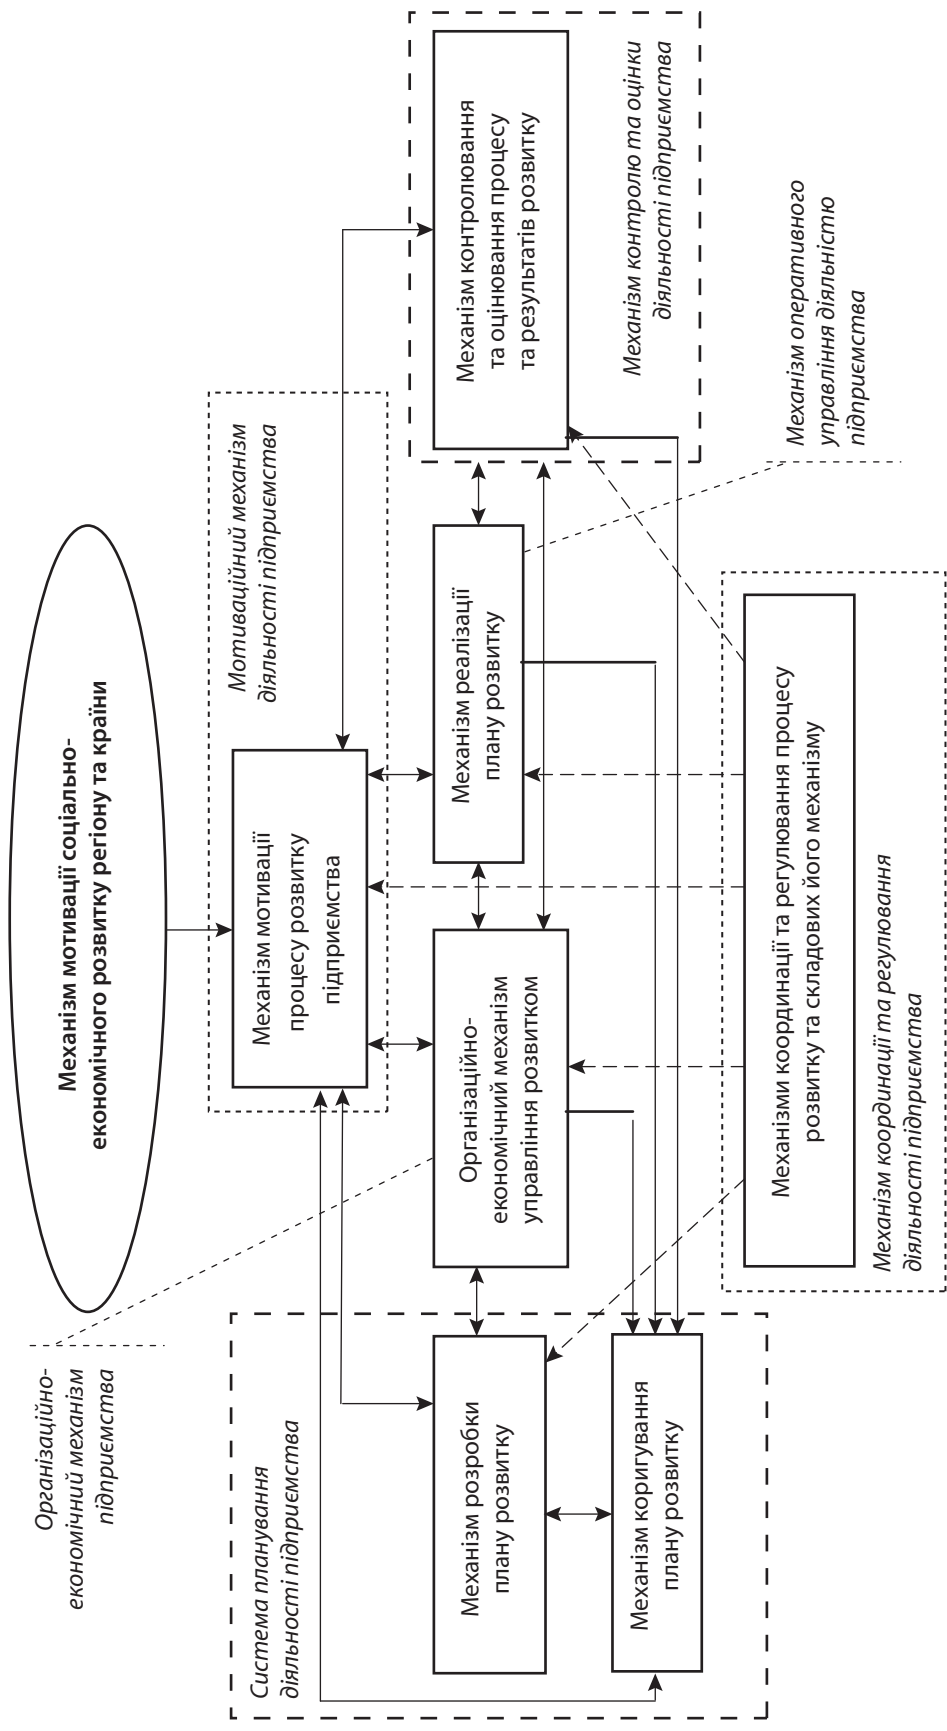 Механізм мотивації соціально-
економічного розвитку регіону та країни
Організаційно-
економічний механізм
підприємства
Мотиваційний механізм
діяльності підприємства
Механізм мотивації
процесу розвитку
підприємства
Система планування
діяльності підприємства
Механізм розробки
плану розвитку
Організаційно-
економічний механізм
управління розвитком
Механізм реалізації
плану розвитку
Механізм контролювання
та оцінювання процесу
та результатів розвитку
Механізм контролю та оцінки
діяльності підприємства
Механізм коригування
плану розвитку
Механізм оперативного
управління діяльністю
підприємства
Механізми координації та регулювання процесу
розвитку та складових його механізму
Механізм координації та регулювання
діяльності підприємства